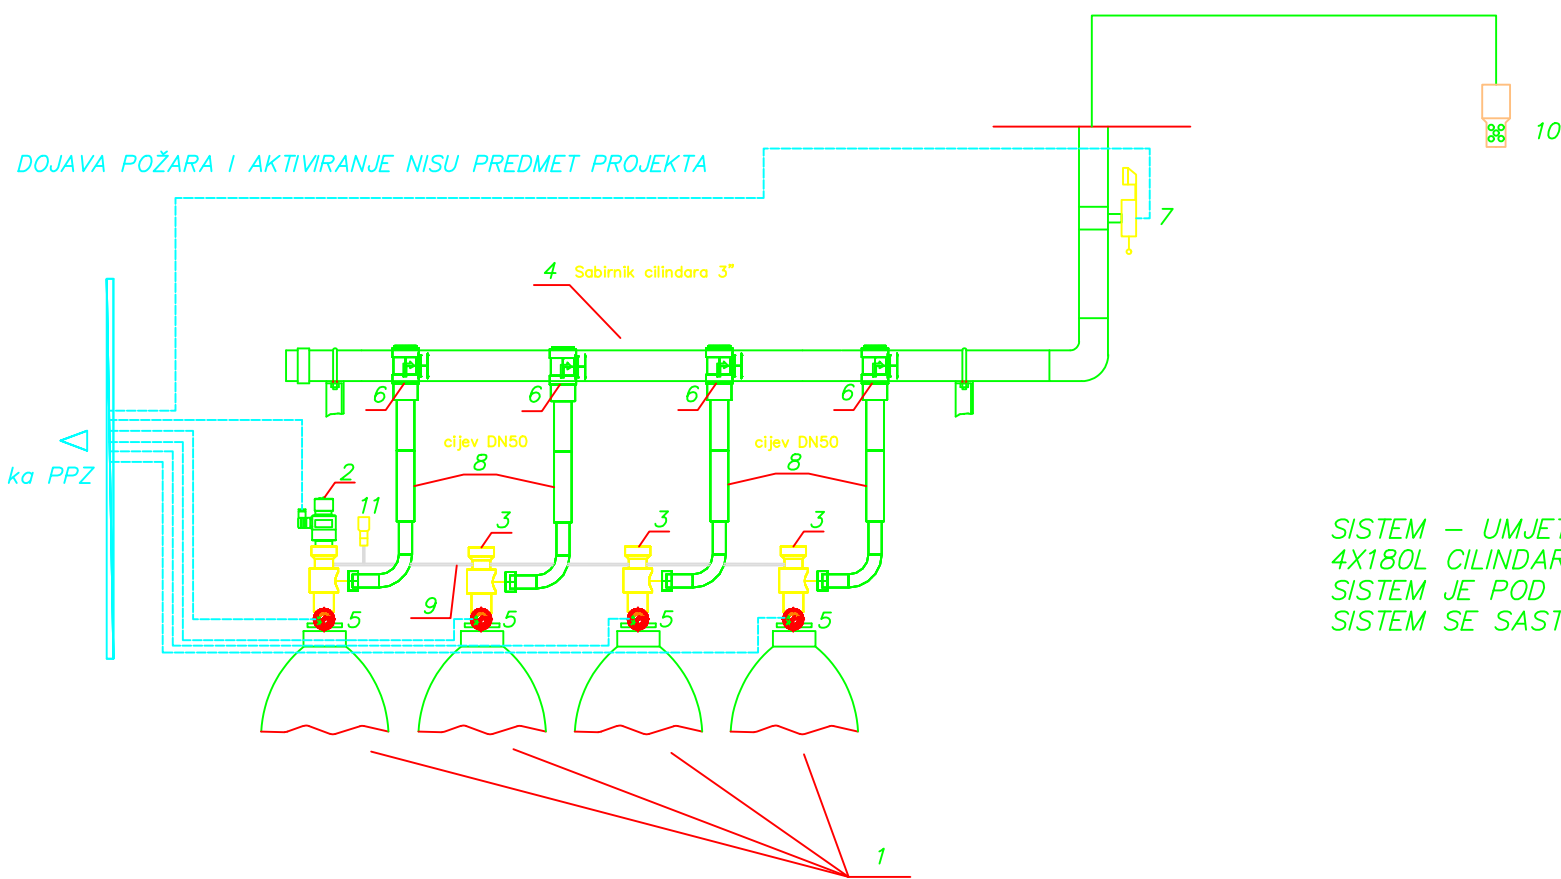 10
DOJAVA POŽARA I AKTIVIRANJE NISU PREDMET PROJEKTA
7
4 Sabirnik cilindara 3"
6 6 6 6
cijev DN50 cijev DN50
8 8
ka PPZ
2
11
3 3 3
SISTEM – UMJET
4X180L CILINDAR
SISTEM JE POD
SISTEM SE SAST
9
5 5 5 5
1